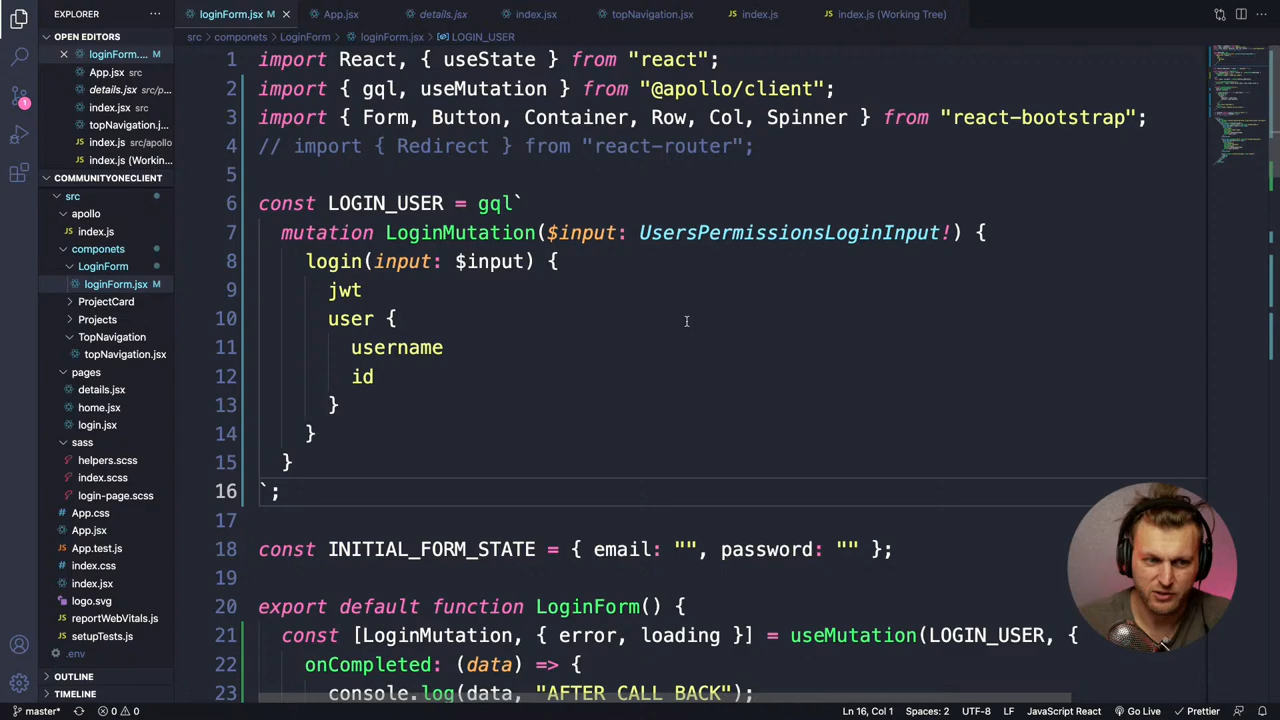 EXPLORER
···
OPEN EDITORS
loginForm.... M
App.jsx src
details.jsx src/p...
index.jsx
topNavigation.j...
index.js src/apollo
index.js (Workin...
COMMUNITYONECLIENT
src
apollo
index.js
componets
LoginForm
loginForm.jsx M
ProjectCard
Projects
TopNavigation
topNavigation.jsx
pages
details.jsx
home.jsx
login.jsx
sass
helpers.scss
index.scss
login-page.scss
App.css
App.jsx
App.test.js
index.css
index.jsx
logo.svg
reportWebVitals.js
setupTests.js
.env
OUTLINE
TIMELINE
1
loginForm.jsx M
App.jsx
details.jsx
index.jsx
topNavigation.jsx
index.js
index.js (Working Tree)
src > componets > LoginForm > loginForm.jsx > LOGIN_USER
1 import React, { useState } from "react";
2 import { gql, useMutation } from "@apollo/client";
3 import { Form, Button, Container, Row, Col, Spinner } from "react-bootstrap";
4 // import { Redirect } from "react-router";
5
6 const LOGIN_USER = gql`
7 mutation LoginMutation($input: UsersPermissionsLoginInput!) {
8 login(input: $input) {
9 jwt
10 user {
11 username
12 id
13 }
14 }
15 }
16 `;
17
18 const INITIAL_FORM_STATE = { email: "", password: "" };
19
20 export default function LoginForm() {
21 const [LoginMutation, { error, loading }] = useMutation(LOGIN_USER, {
22 onCompleted: (data) => {
23 console.log(data, "AFTER CALL BACK");
master* 0 0 Ln 16, Col 1 Spaces: 2 UTF-8 LF JavaScript React Go Live Prettier